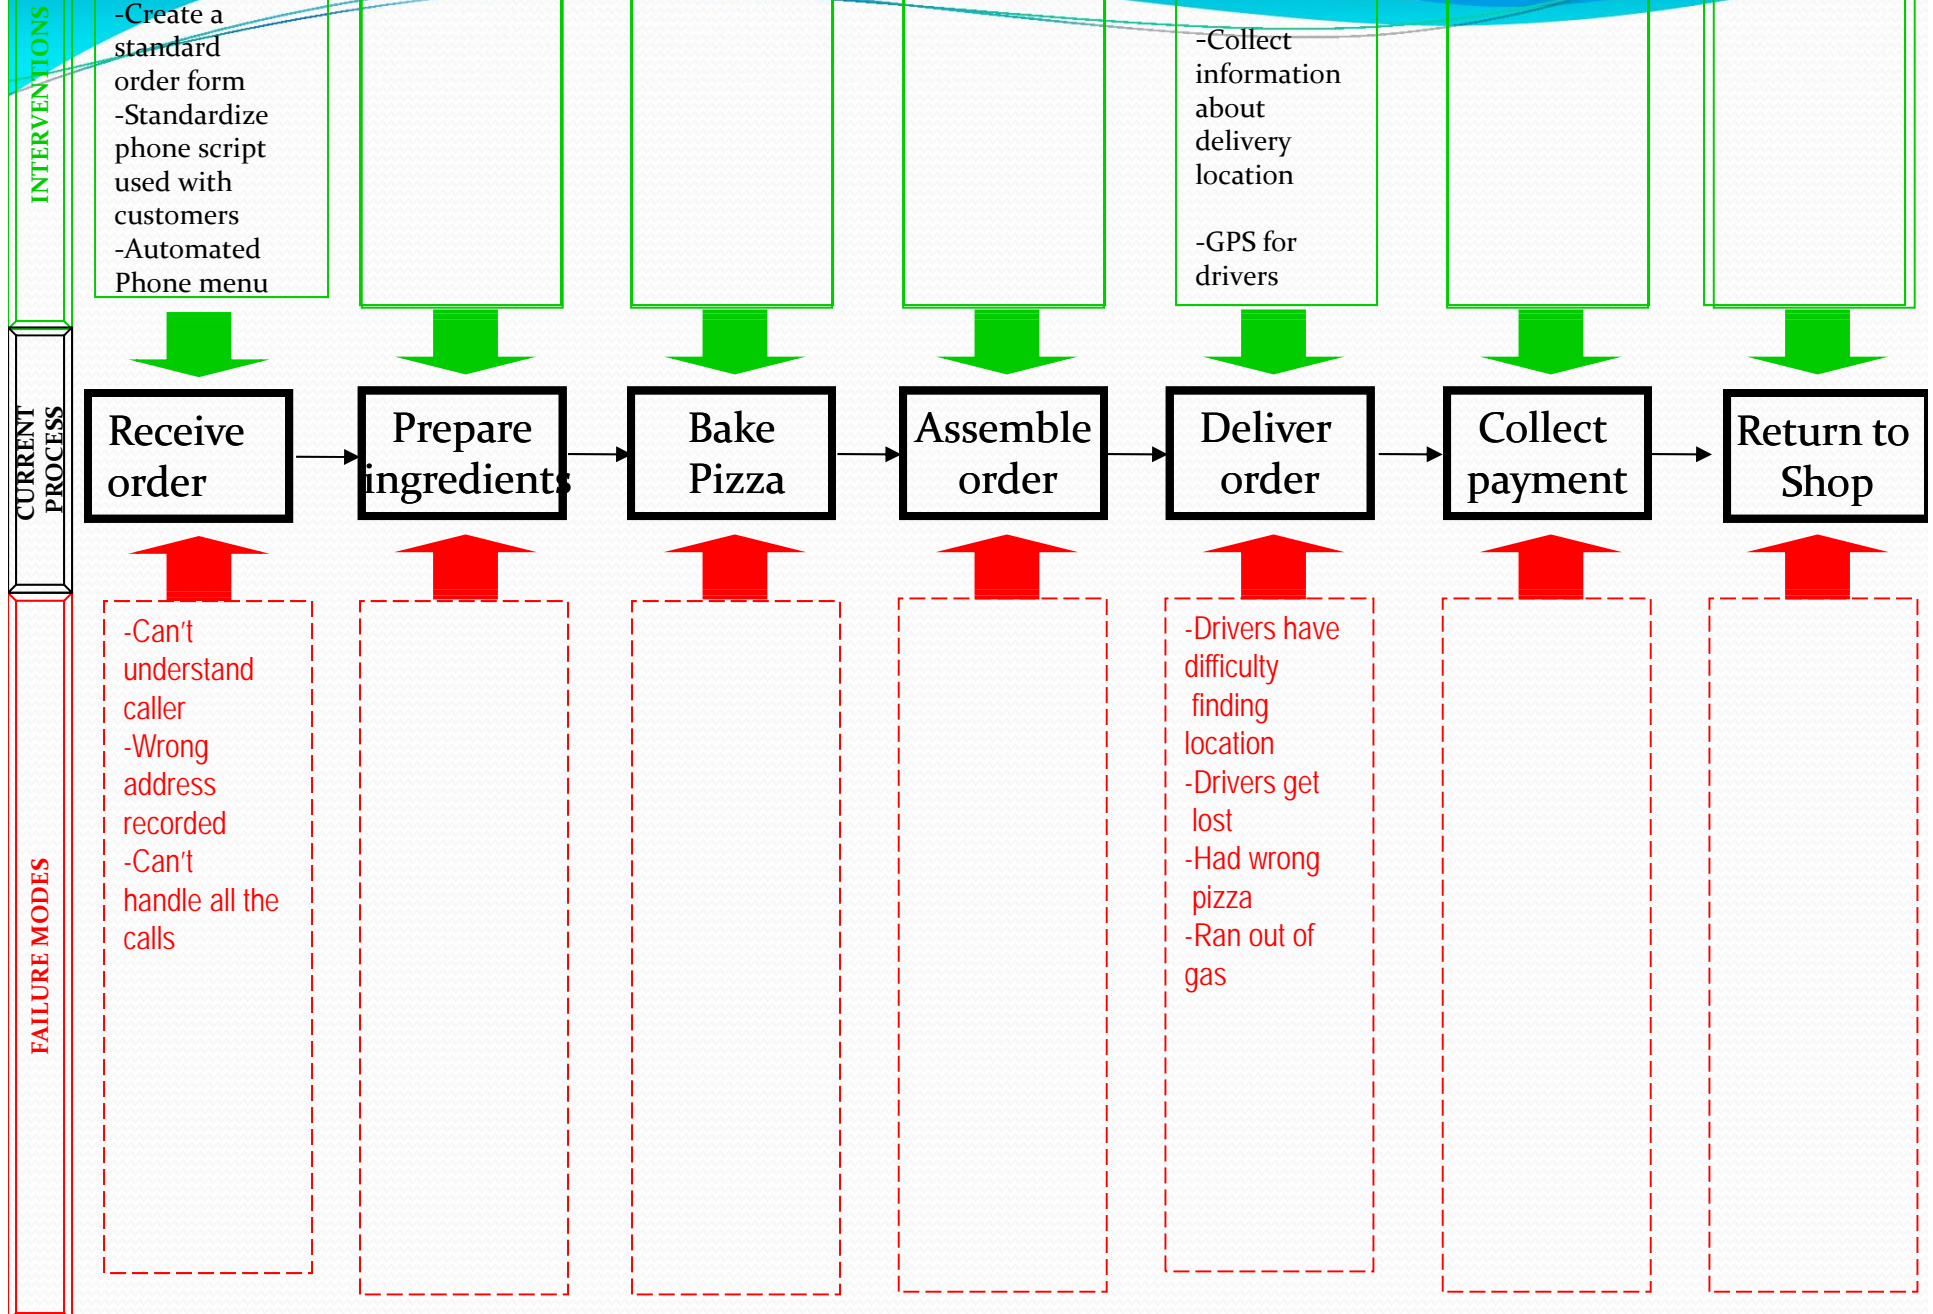 INTERVENTIONS
-Create a
standard
order form
-Standardize
phone script
used with
customers
-Automated
Phone menu
-Collect
information
about
delivery
location
-GPS for
drivers
CURRENT
PROCESS
Receive
order
Prepare
ingredients
Bake
Pizza
Assemble
order
Deliver
order
Collect
payment
Return to
Shop
FAILURE MODES
-Can't
understand
caller
-Wrong
address
recorded
-Can't
handle all the
calls
-Drivers have
difficulty
finding
location
-Drivers get
lost
-Had wrong
pizza
-Ran out of
gas